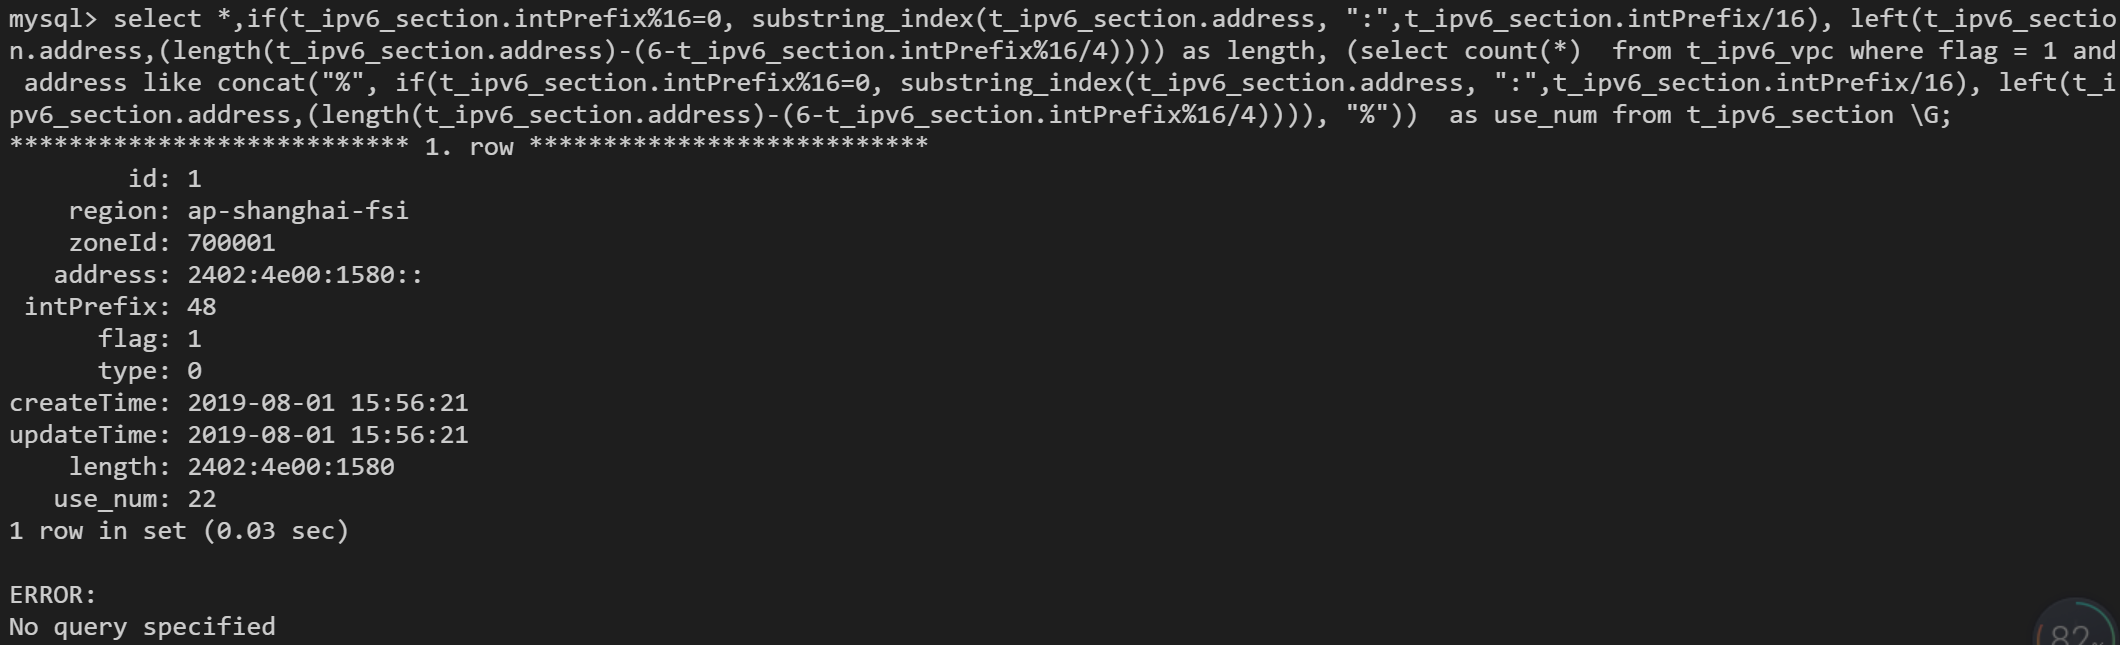 mysql> select *,if(t_ipv6_section.intPrefix%16=0, substring_index(t_ipv6_section.address, ":",t_ipv6_section.intPrefix/16), left(t_ipv6_sectio
n.address,(length(t_ipv6_section.address)-(6-t_ipv6_section.intPrefix%16/4)))) as length, (select count(*)  from t_ipv6_vpc where flag = 1 and
 address like concat("%", if(t_ipv6_section.intPrefix%16=0, substring_index(t_ipv6_section.address, ":",t_ipv6_section.intPrefix/16), left(t_i
pv6_section.address,(length(t_ipv6_section.address)-(6-t_ipv6_section.intPrefix%16/4)))), "%"))  as use_num from t_ipv6_section \G;
*************************** 1. row ***************************
        id: 1
    region: ap-shanghai-fsi
    zoneId: 700001
   address: 2402:4e00:1580::
 intPrefix: 48
      flag: 1
      type: 0
createTime: 2019-08-01 15:56:21
updateTime: 2019-08-01 15:56:21
    length: 2402:4e00:1580
   use_num: 22
1 row in set (0.03 sec)
ERROR:
No query specified
82